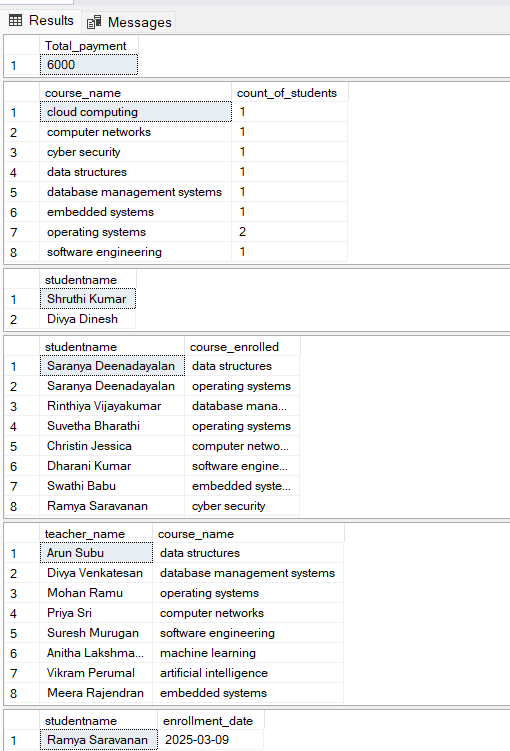 Results Messages
Total_payment
1 6000
course_name count_of_students
1 cloud computing 1
2 computer networks 1
3 cyber security 1
4 data structures 1
5 database management systems 1
6 embedded systems 1
7 operating systems 2
8 software engineering 1
studentname
1 Shruthi Kumar
2 Divya Dinesh
studentname course_enrolled
1 Saranya Deenadayalan data structures
2 Saranya Deenadayalan operating systems
3 Rinthiya Vijayakumar database mana...
4 Suvetha Bharathi operating systems
5 Christin Jessica computer netwo...
6 Dharani Kumar software engine...
7 Swathi Babu embedded syste...
8 Ramya Saravanan cyber security
teacher_name course_name
1 Arun Subu data structures
2 Divya Venkatesan database management systems
3 Mohan Ramu operating systems
4 Priya Sri computer networks
5 Suresh Murugan software engineering
6 Anitha Lakshma... machine learning
7 Vikram Perumal artificial intelligence
8 Meera Rajendran embedded systems
studentname enrollment_date
1 Ramya Saravanan 2025-03-09